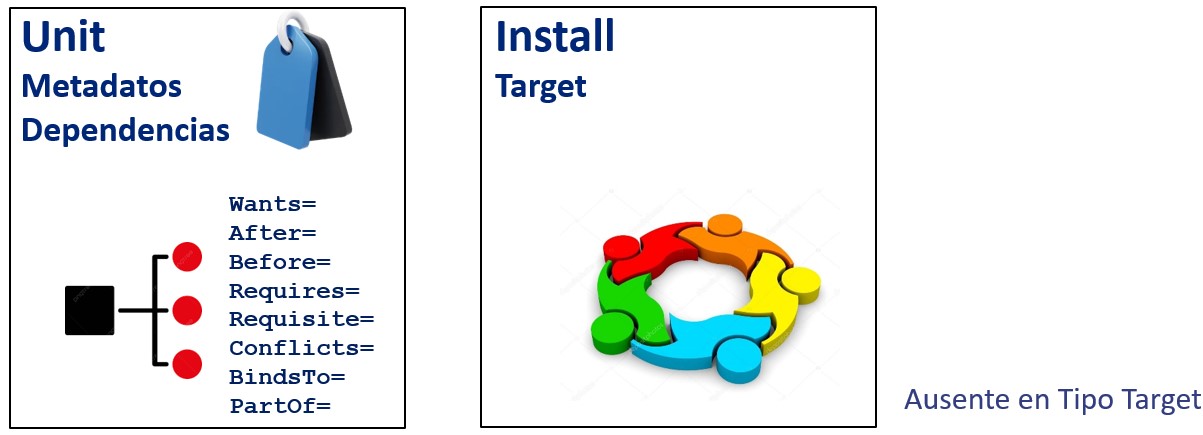 Unit
Metadatos
Dependencias
Wants=
After=
Before=
Requires=
Requisite=
Conflicts=
BindsTo=
PartOf=
Install
Target
Ausente en Tipo Target